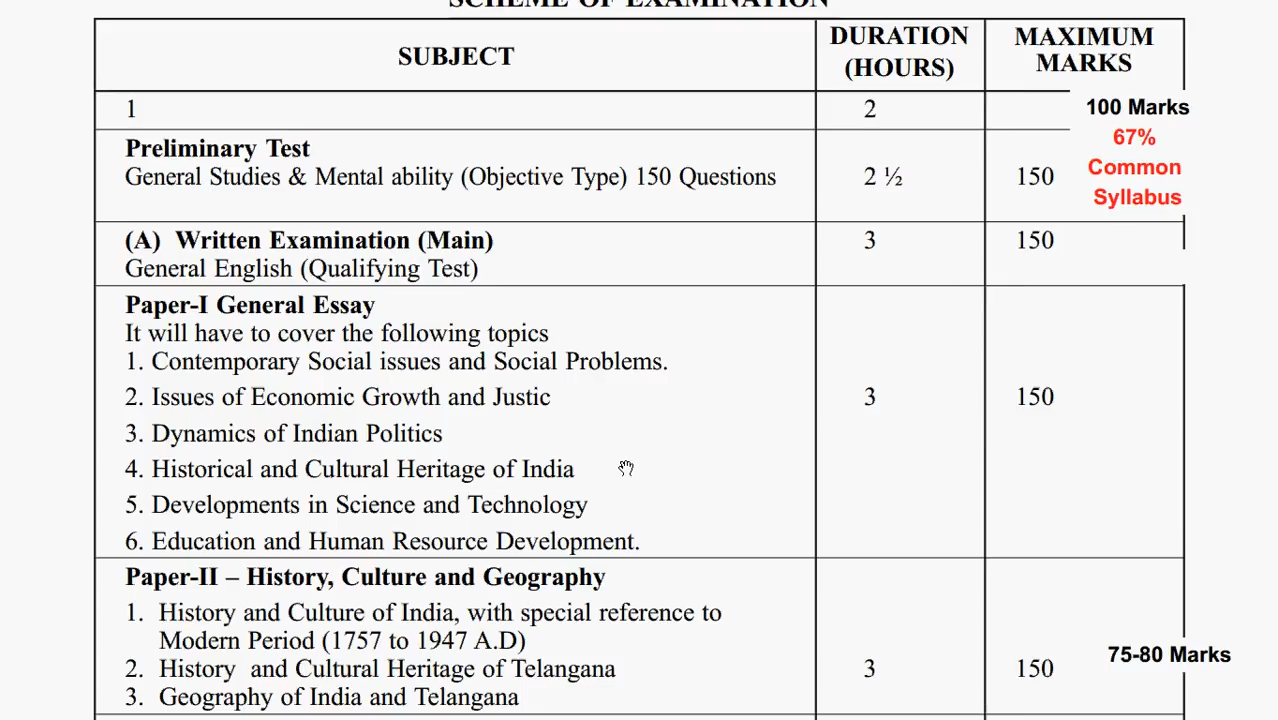 SCHEME OF EXAMINATION
SUBJECT
DURATION
(HOURS)
MAXIMUM
MARKS
1
2
100 Marks
67%
Common
Syllabus
Preliminary Test
General Studies & Mental ability (Objective Type) 150 Questions
2 ½
150
(A) Written Examination (Main)
General English (Qualifying Test)
3
150
Paper-I General Essay
It will have to cover the following topics
1. Contemporary Social issues and Social Problems.
2. Issues of Economic Growth and Justic
3. Dynamics of Indian Politics
4. Historical and Cultural Heritage of India
5. Developments in Science and Technology
6. Education and Human Resource Development.
3
150
Paper-II – History, Culture and Geography
1. History and Culture of India, with special reference to
Modern Period (1757 to 1947 A.D)
2. History and Cultural Heritage of Telangana
3. Geography of India and Telangana
3
150
75-80 Marks